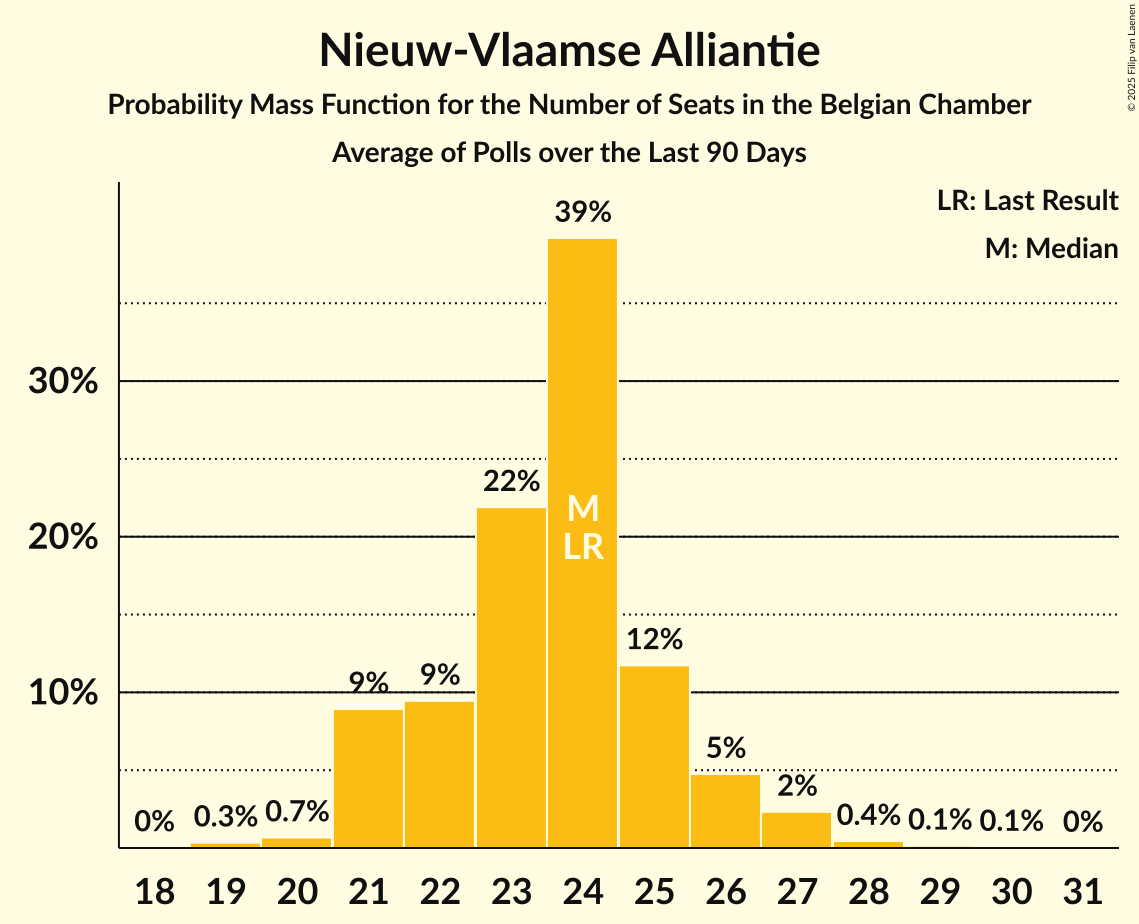 Nieuw-Vlaamse Alliantie
Probability Mass Function for the Number of Seats in the Belgian Chamber
Average of Polls over the Last 90 Days
© 2025 Filip van Laenen
LR: Last Result
M: Median
30%
20%
10%
0%
0.3%
0.7%
9%
9%
22%
39%
12%
5%
2%
0.4%
0.1%
0.1%
0%
M
LR
18 19 20 21 22 23 24 25 26 27 28 29 30 31